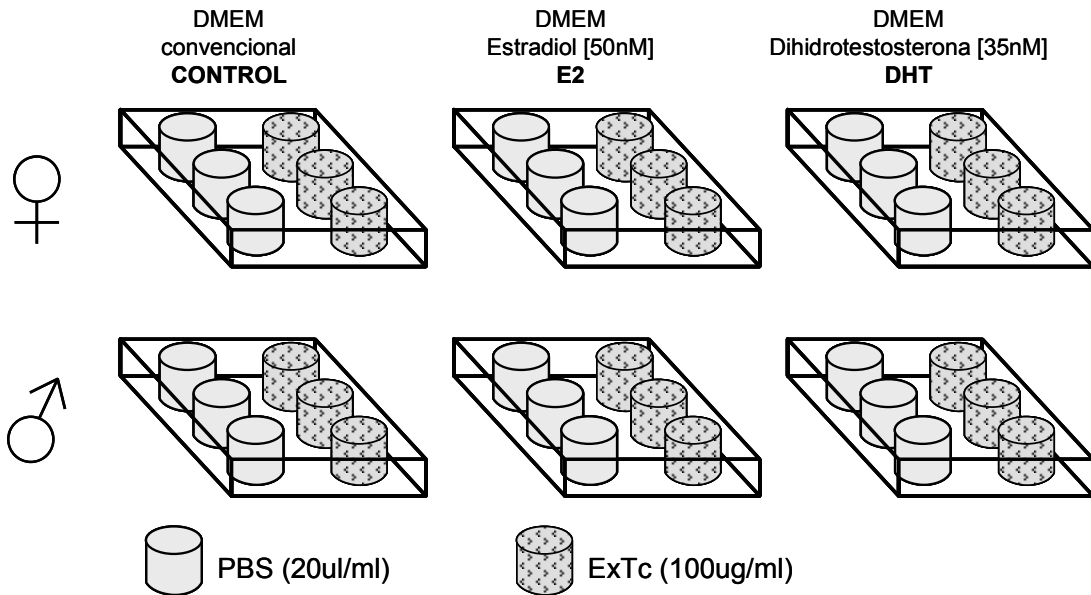 DMEM
convencional
CONTROL
DMEM
Estradiol [50nM]
E2
DMEM
Dihidrotestosterona [35nM]
DHT
PBS (20ul/ml)
ExTc (100ug/ml)